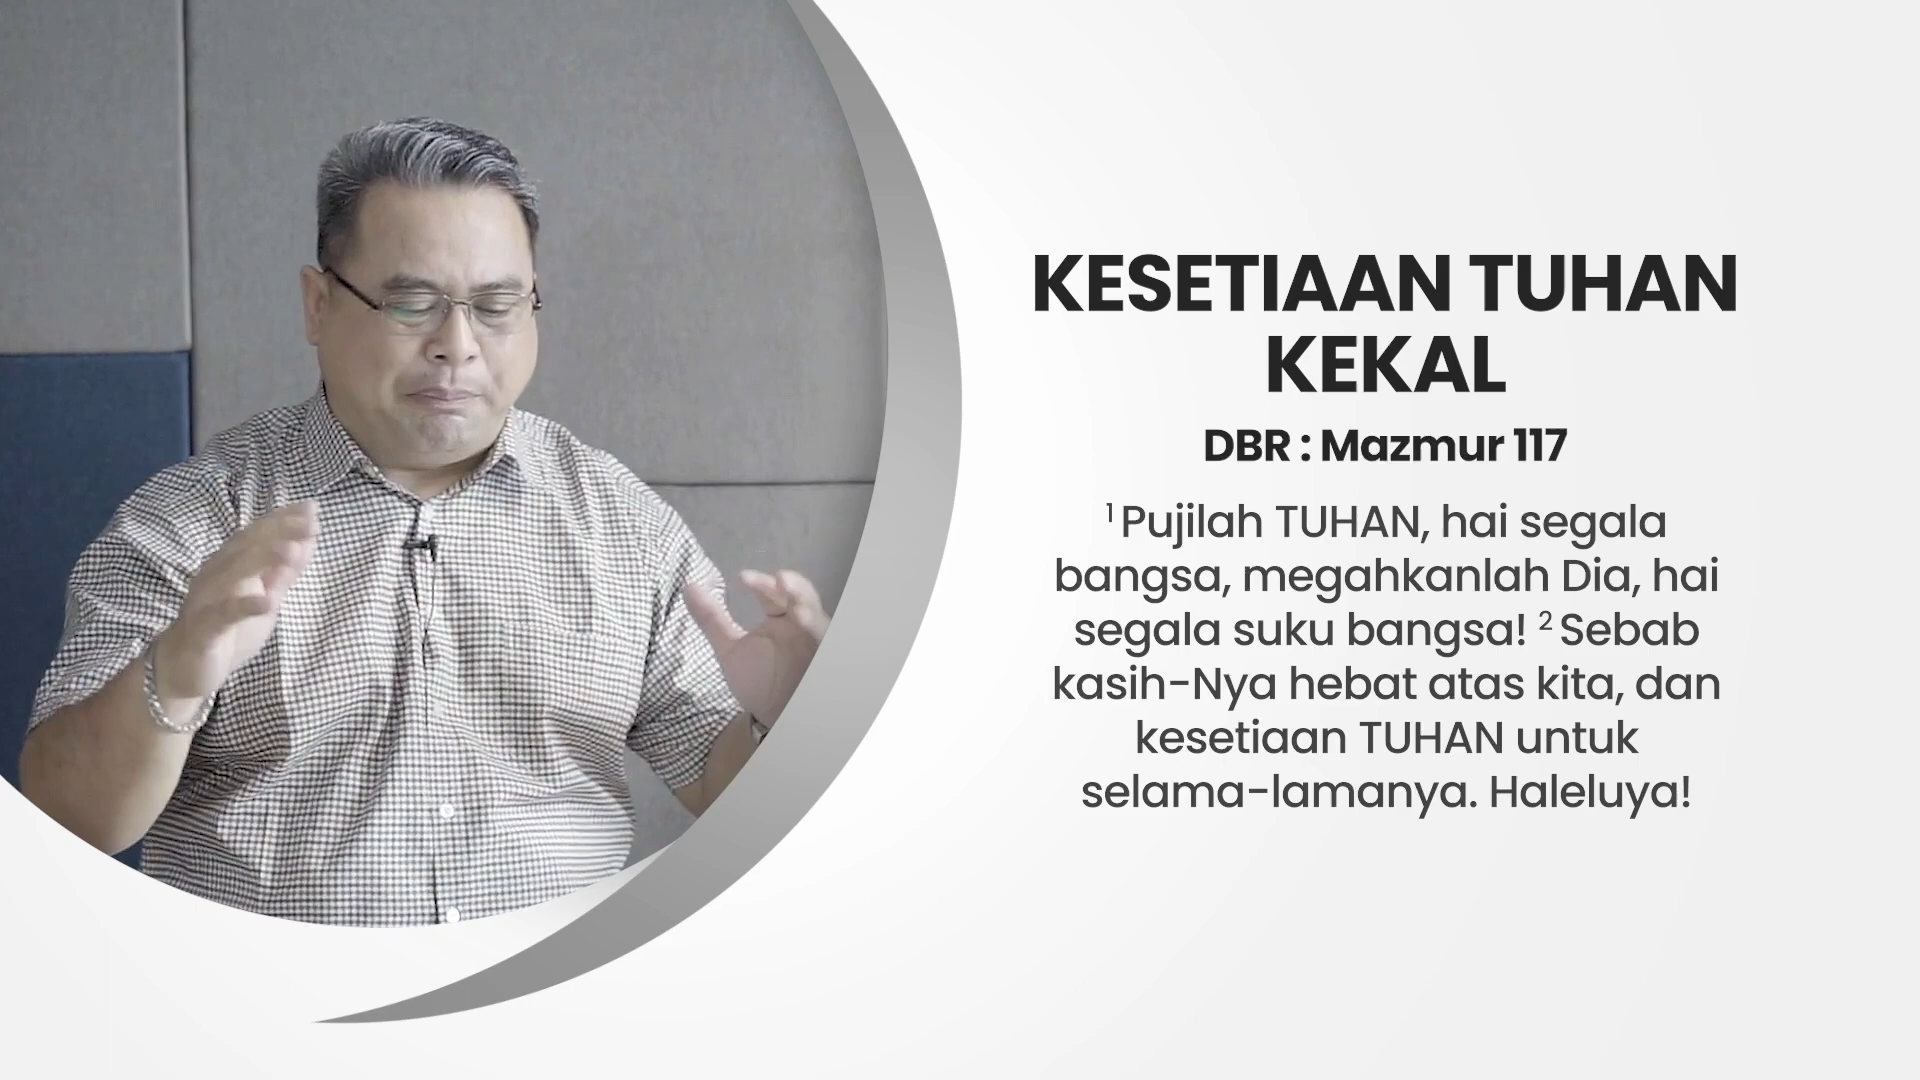 KESETIAAN TUHAN
KEKAL
DBR : Mazmur 117
¹ Pujilah TUHAN, hai segala
bangsa, megahkanlah Dia, hai
segala suku bangsa! ² Sebab
kasih-Nya hebat atas kita, dan
kesetiaan TUHAN untuk
selama-lamanya. Haleluya!